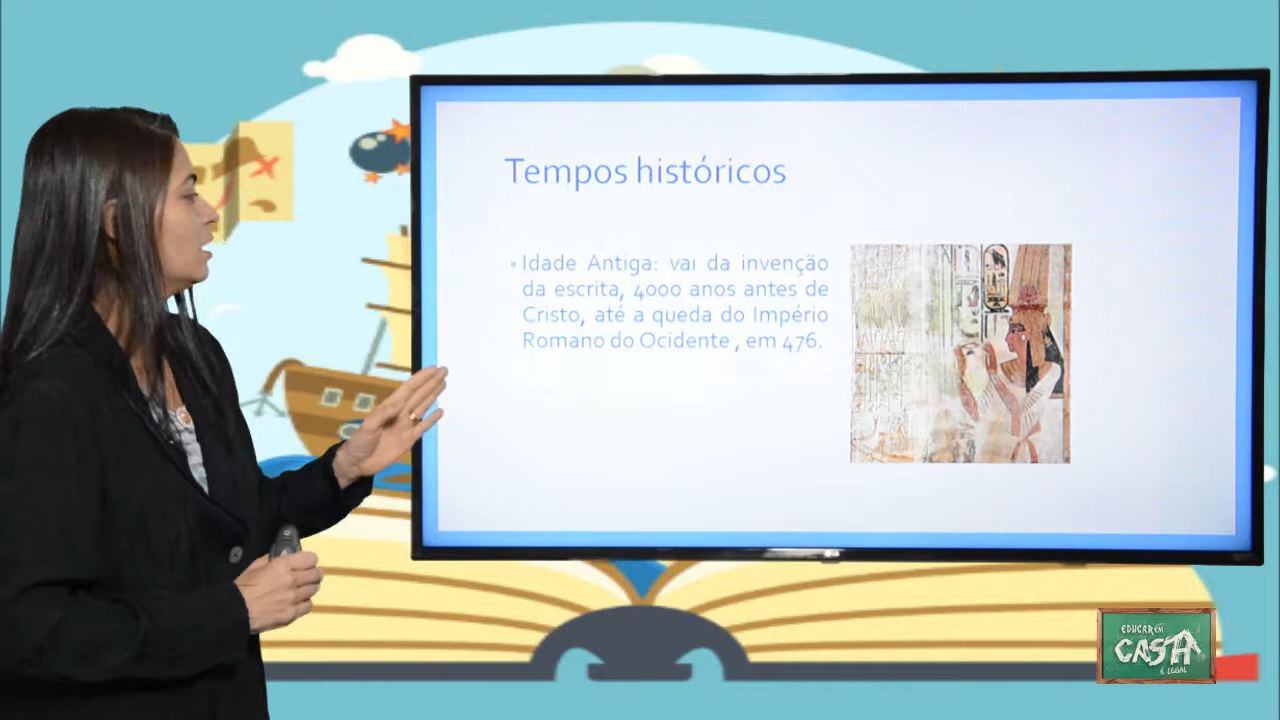 Tempos históricos
Idade Antiga: vai da invenção
da escrita, 4000 anos antes de
Cristo, até a queda do Império
Romano do Ocidente , em 476.
EDUCAR EM
CASA
É LEGAL